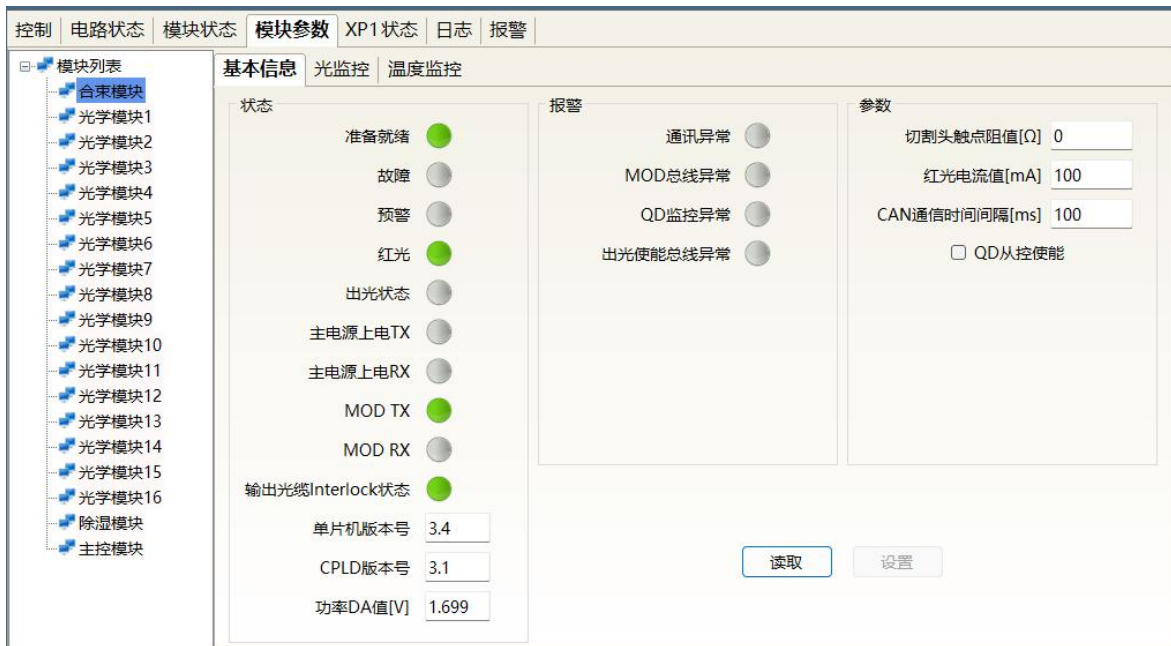 控制 电路状态 模块状态 模块参数 XP1状态 日志 报警
模块列表
合束模块
光学模块1
光学模块2
光学模块3
光学模块4
光学模块5
光学模块6
光学模块7
光学模块8
光学模块9
光学模块10
光学模块11
光学模块12
光学模块13
光学模块14
光学模块15
光学模块16
除湿模块
主控模块
基本信息 光监控 温度监控
状态
准备就绪
故障
预警
红光
出光状态
主电源上电TX
主电源上电RX
MOD TX
MOD RX
输出光缆Interlock状态
单片机版本号 3.4
CPLD版本号 3.1
功率DA值[V] 1.699
报警
通讯异常
MOD总线异常
QD监控异常
出光使能总线异常
参数
切割头触点阻值[Ω] 0
红光电流值[mA] 100
CAN通信时间间隔[ms] 100
QD从控使能
读取 设置